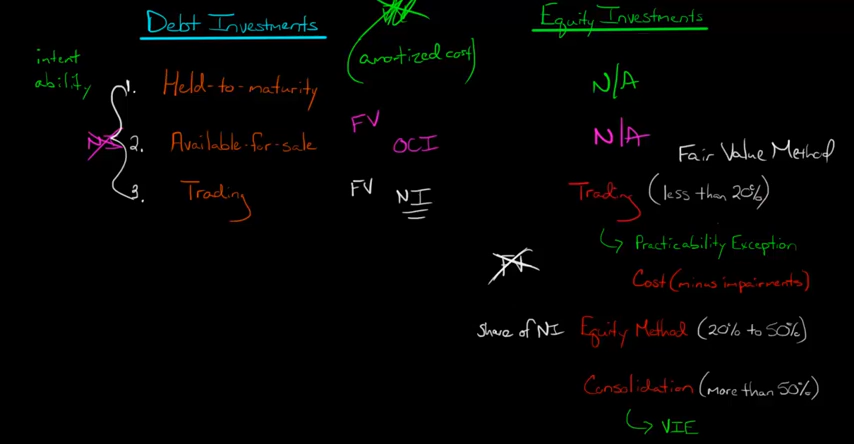 Debt Investments
Equity Investments
intent
ability
(amortized cost)
1. Held-to-maturity
N/A
NI
2. Available-for-sale
FV
OCI
N/A
Fair Value Method
3. Trading
FV
NI
Trading (less than 20%)
Practicability Exception
FV
Cost (minus impairments)
share of NI Equity Method (20% to 50%)
Consolidation (more than 50%)
VIE